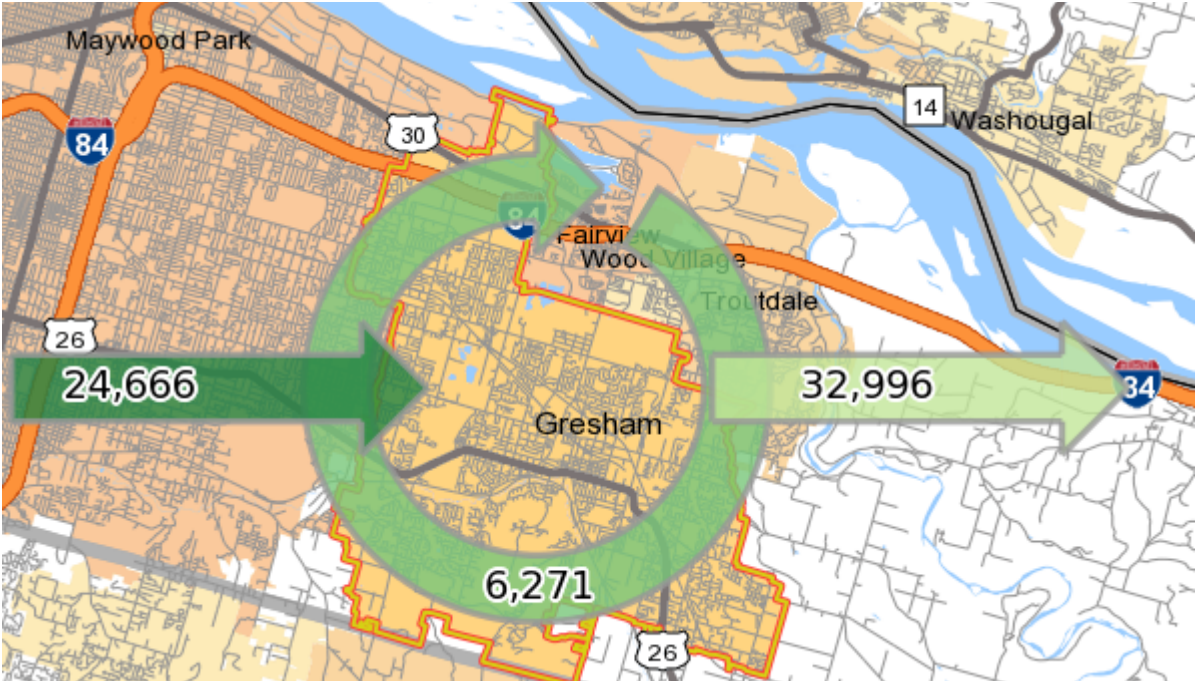 Maywood Park
30
84
14
Washougal
84
Fairview
Wood Village
Troutdale
26
24,666
32,996
34
Gresham
6,271
26